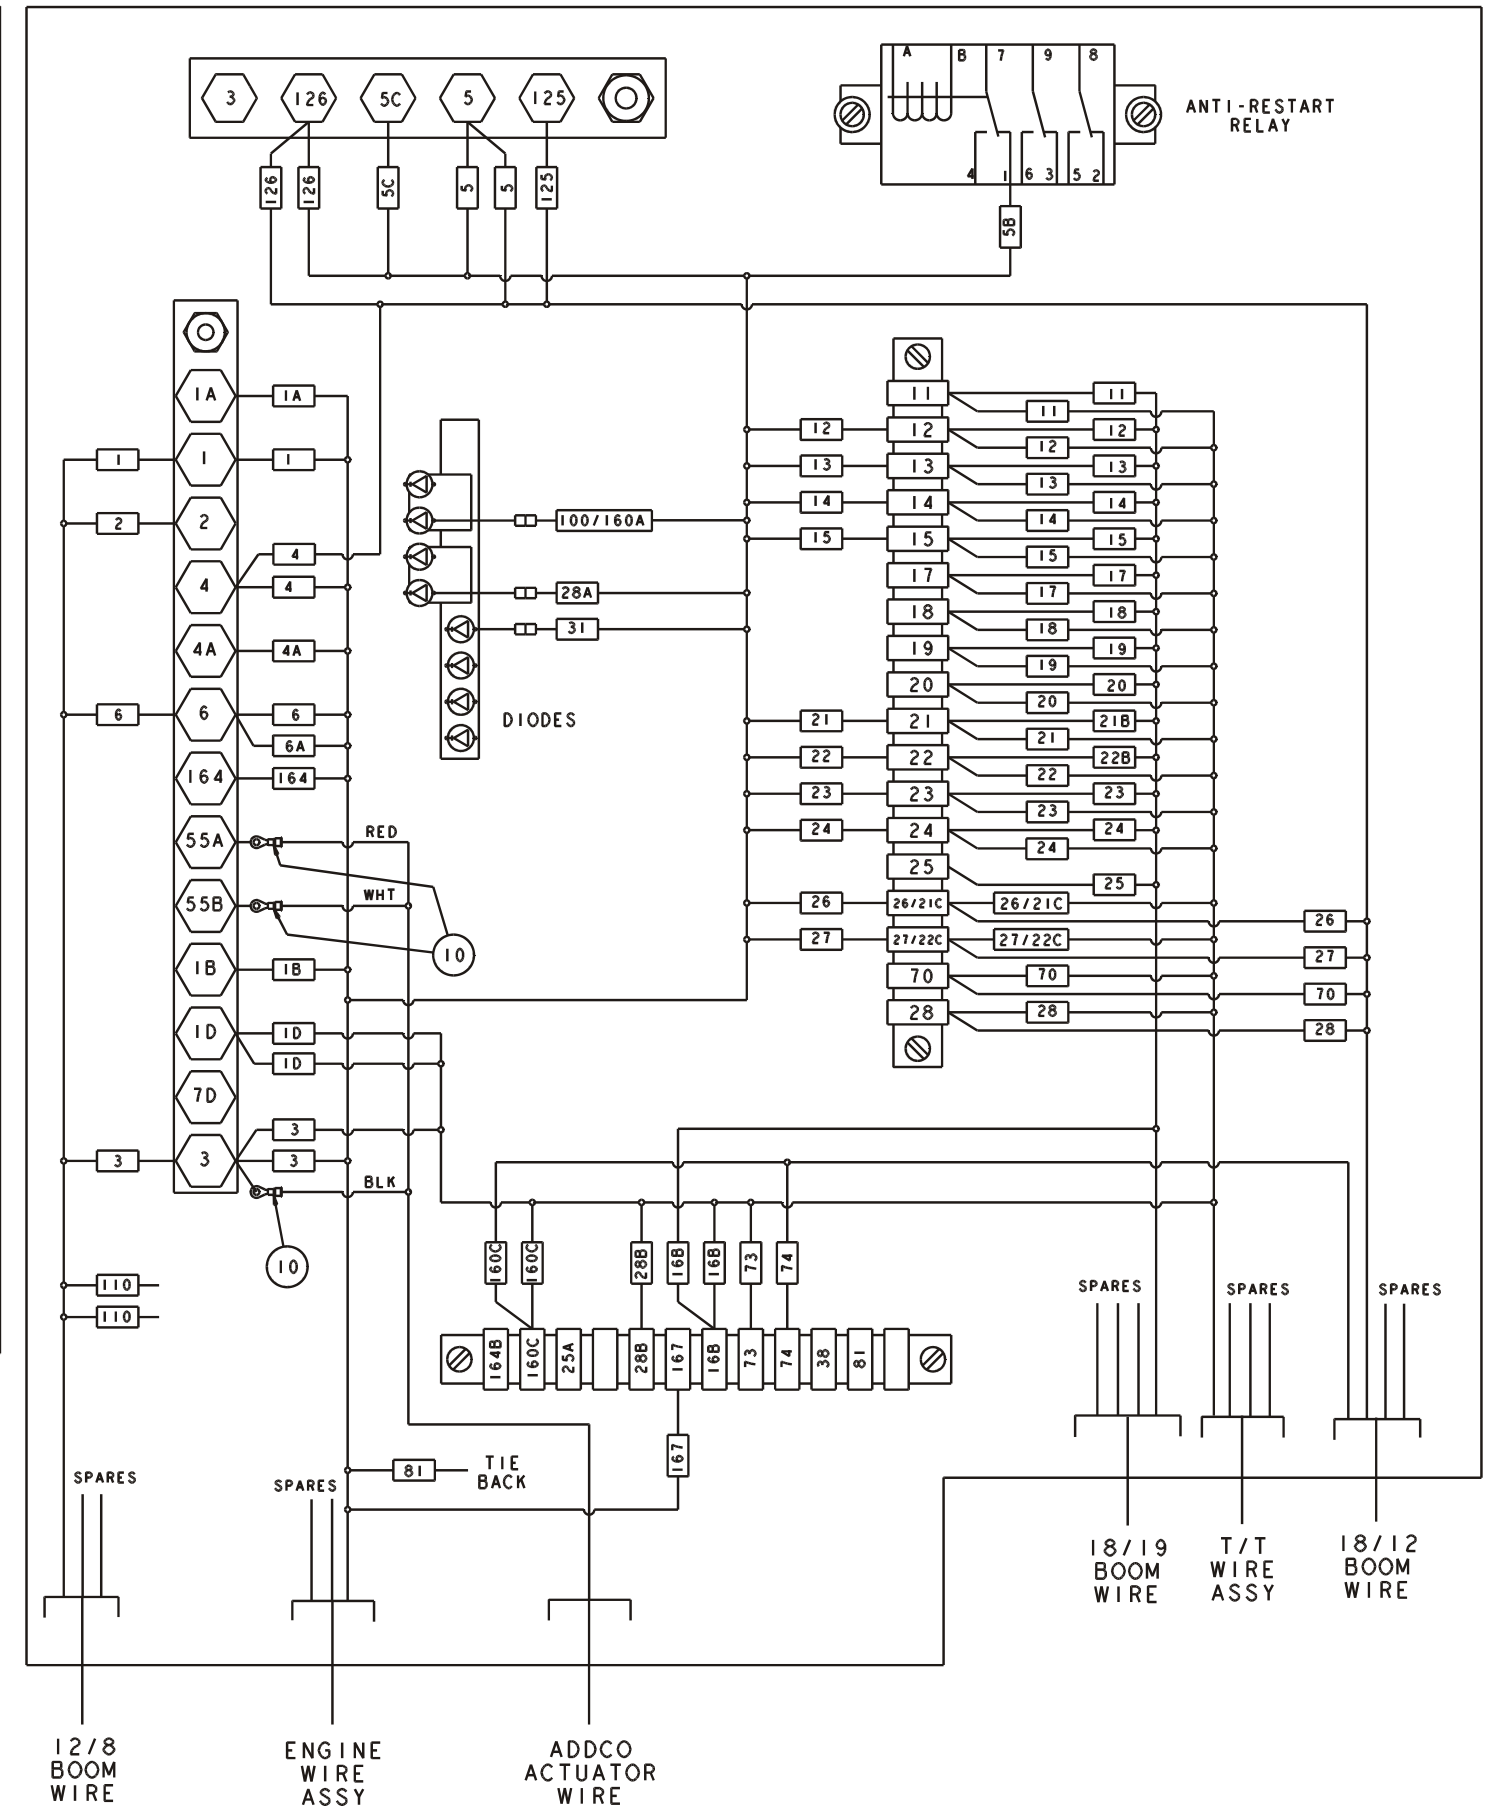 3 126 5C 5 125
126 126 5C 5 5 125
A B 7 9 8
4 1 6 3 5 2
ANTI-RESTART
RELAY
5B
1A 1A
1 1 1
2 2
4 4
4
4A 4A
6 6 6
6A
164 164
55A RED
55B WHT
10
1B 1B
1D 1D
1D
7D
3
3 3 3
BLK
10
110
110
100/160A
28A
31
DIODES
11 11
11
12 12 12
12
13 13 13
13
14 14 14
14
15 15 15
15
17 17
17
18 18
18
19 19
19
20 20
20
21 21 21B
21
22 22 22B
22
23 23 23
23
24 24 24
24
25
25
26 26/21C 26/21C
26
27 27/22C 27/22C
27
70 70
70
28 28
28
160C 160C 28B 16B 16B 73 74
164B 160C 25A 28B 167 16B 73 74 38 81
167
81 TIE
BACK
SPARES
SPARES
SPARES
SPARES
SPARES
18/19
BOOM
WIRE
T/T
WIRE
ASSY
18/12
BOOM
WIRE
12/8
BOOM
WIRE
ENGINE
WIRE
ASSY
ADDCO
ACTUATOR
WIRE